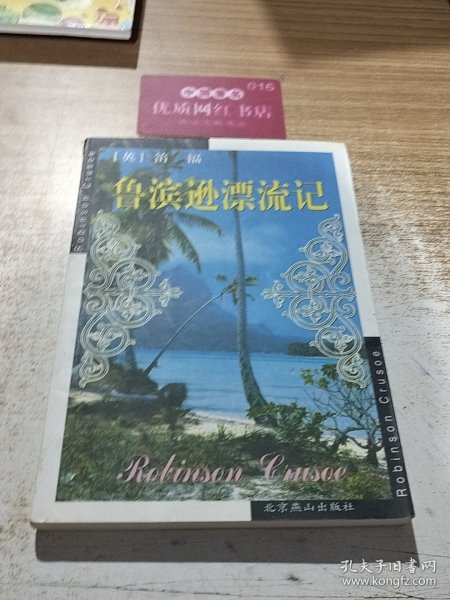 016
优质网红书店
[英] 笛 福
鲁滨逊漂流记
Robinson Crusoe
Robinson Crusoe
Robinson Crusoe
北京燕山出版社
孔夫子旧书网
www.kongfz.com